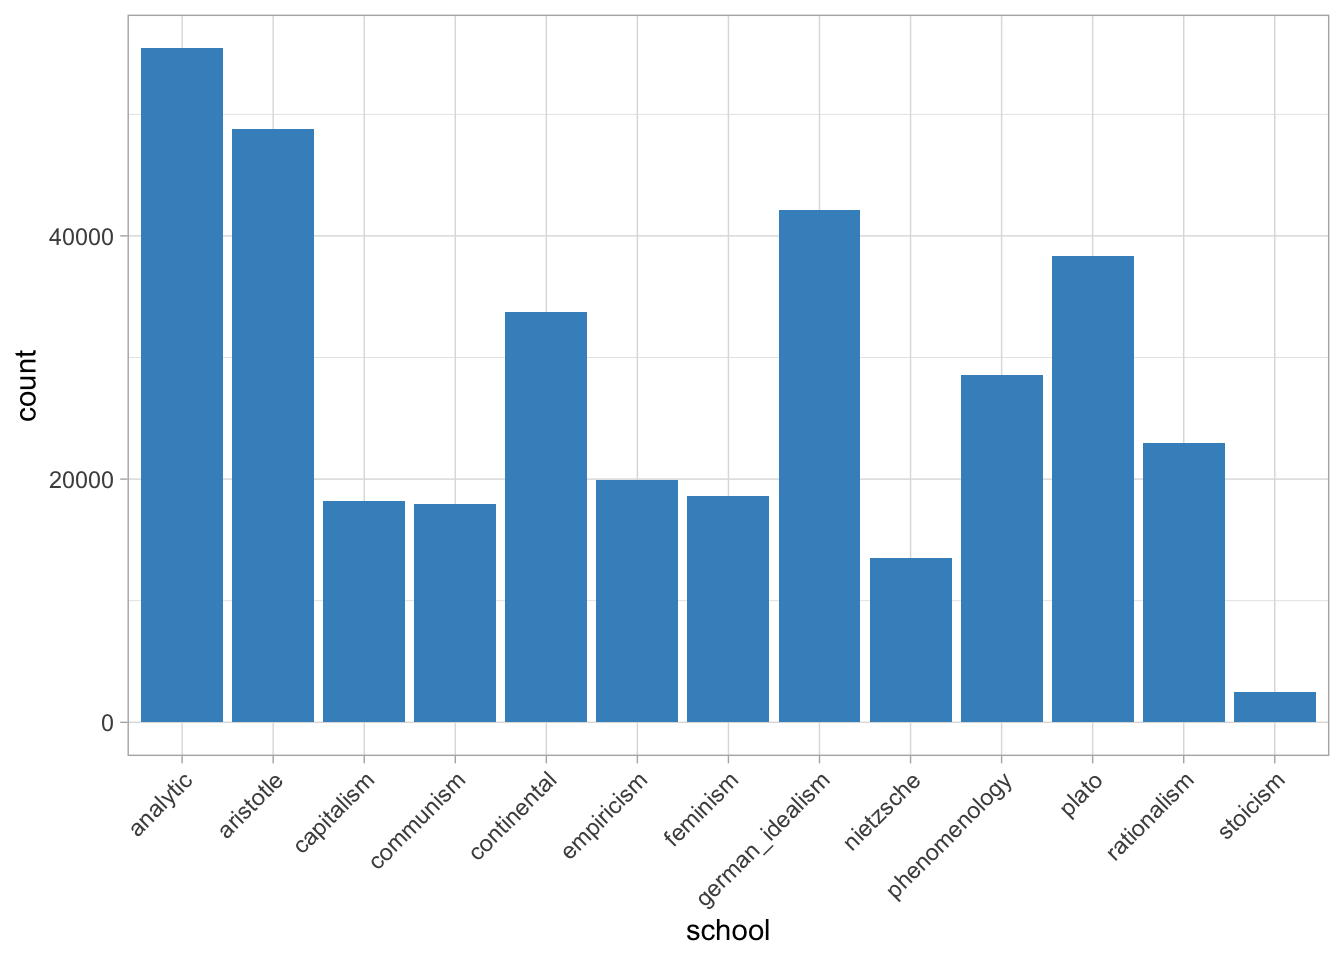 count
40000
20000
0
analytic
aristotle
capitalism
communism
continental
empiricism
feminism
german_idealism
nietzsche
phenomenology
plato
rationalism
stoicism
school